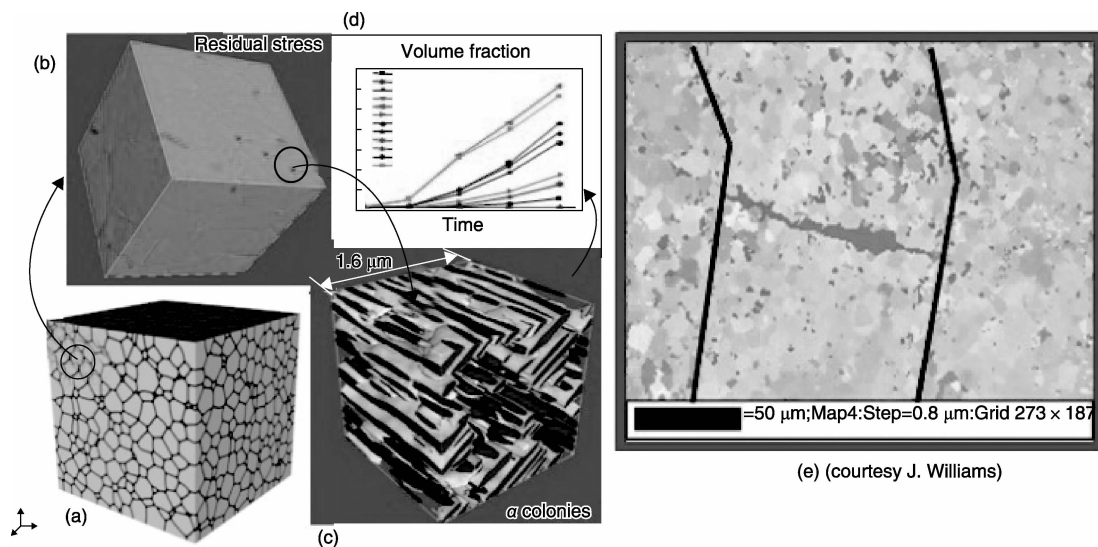 (d)
(b)
Residual stress
Volume fraction
Time
1.6 μm
(a)
α colonies
(c)
=50 μm;Map4:Step=0.8 μm:Grid 273 × 187
(e) (courtesy J. Williams)